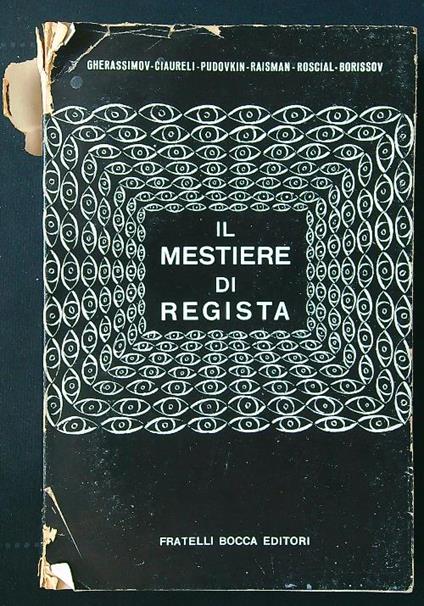 GHERASSIMOV-CIAURELI-PUDOVKIN-RAISMAN-ROSCIAL-BORISSOV
IL
MESTIERE
DI
REGISTA
FRATELLI BOCCA EDITORI